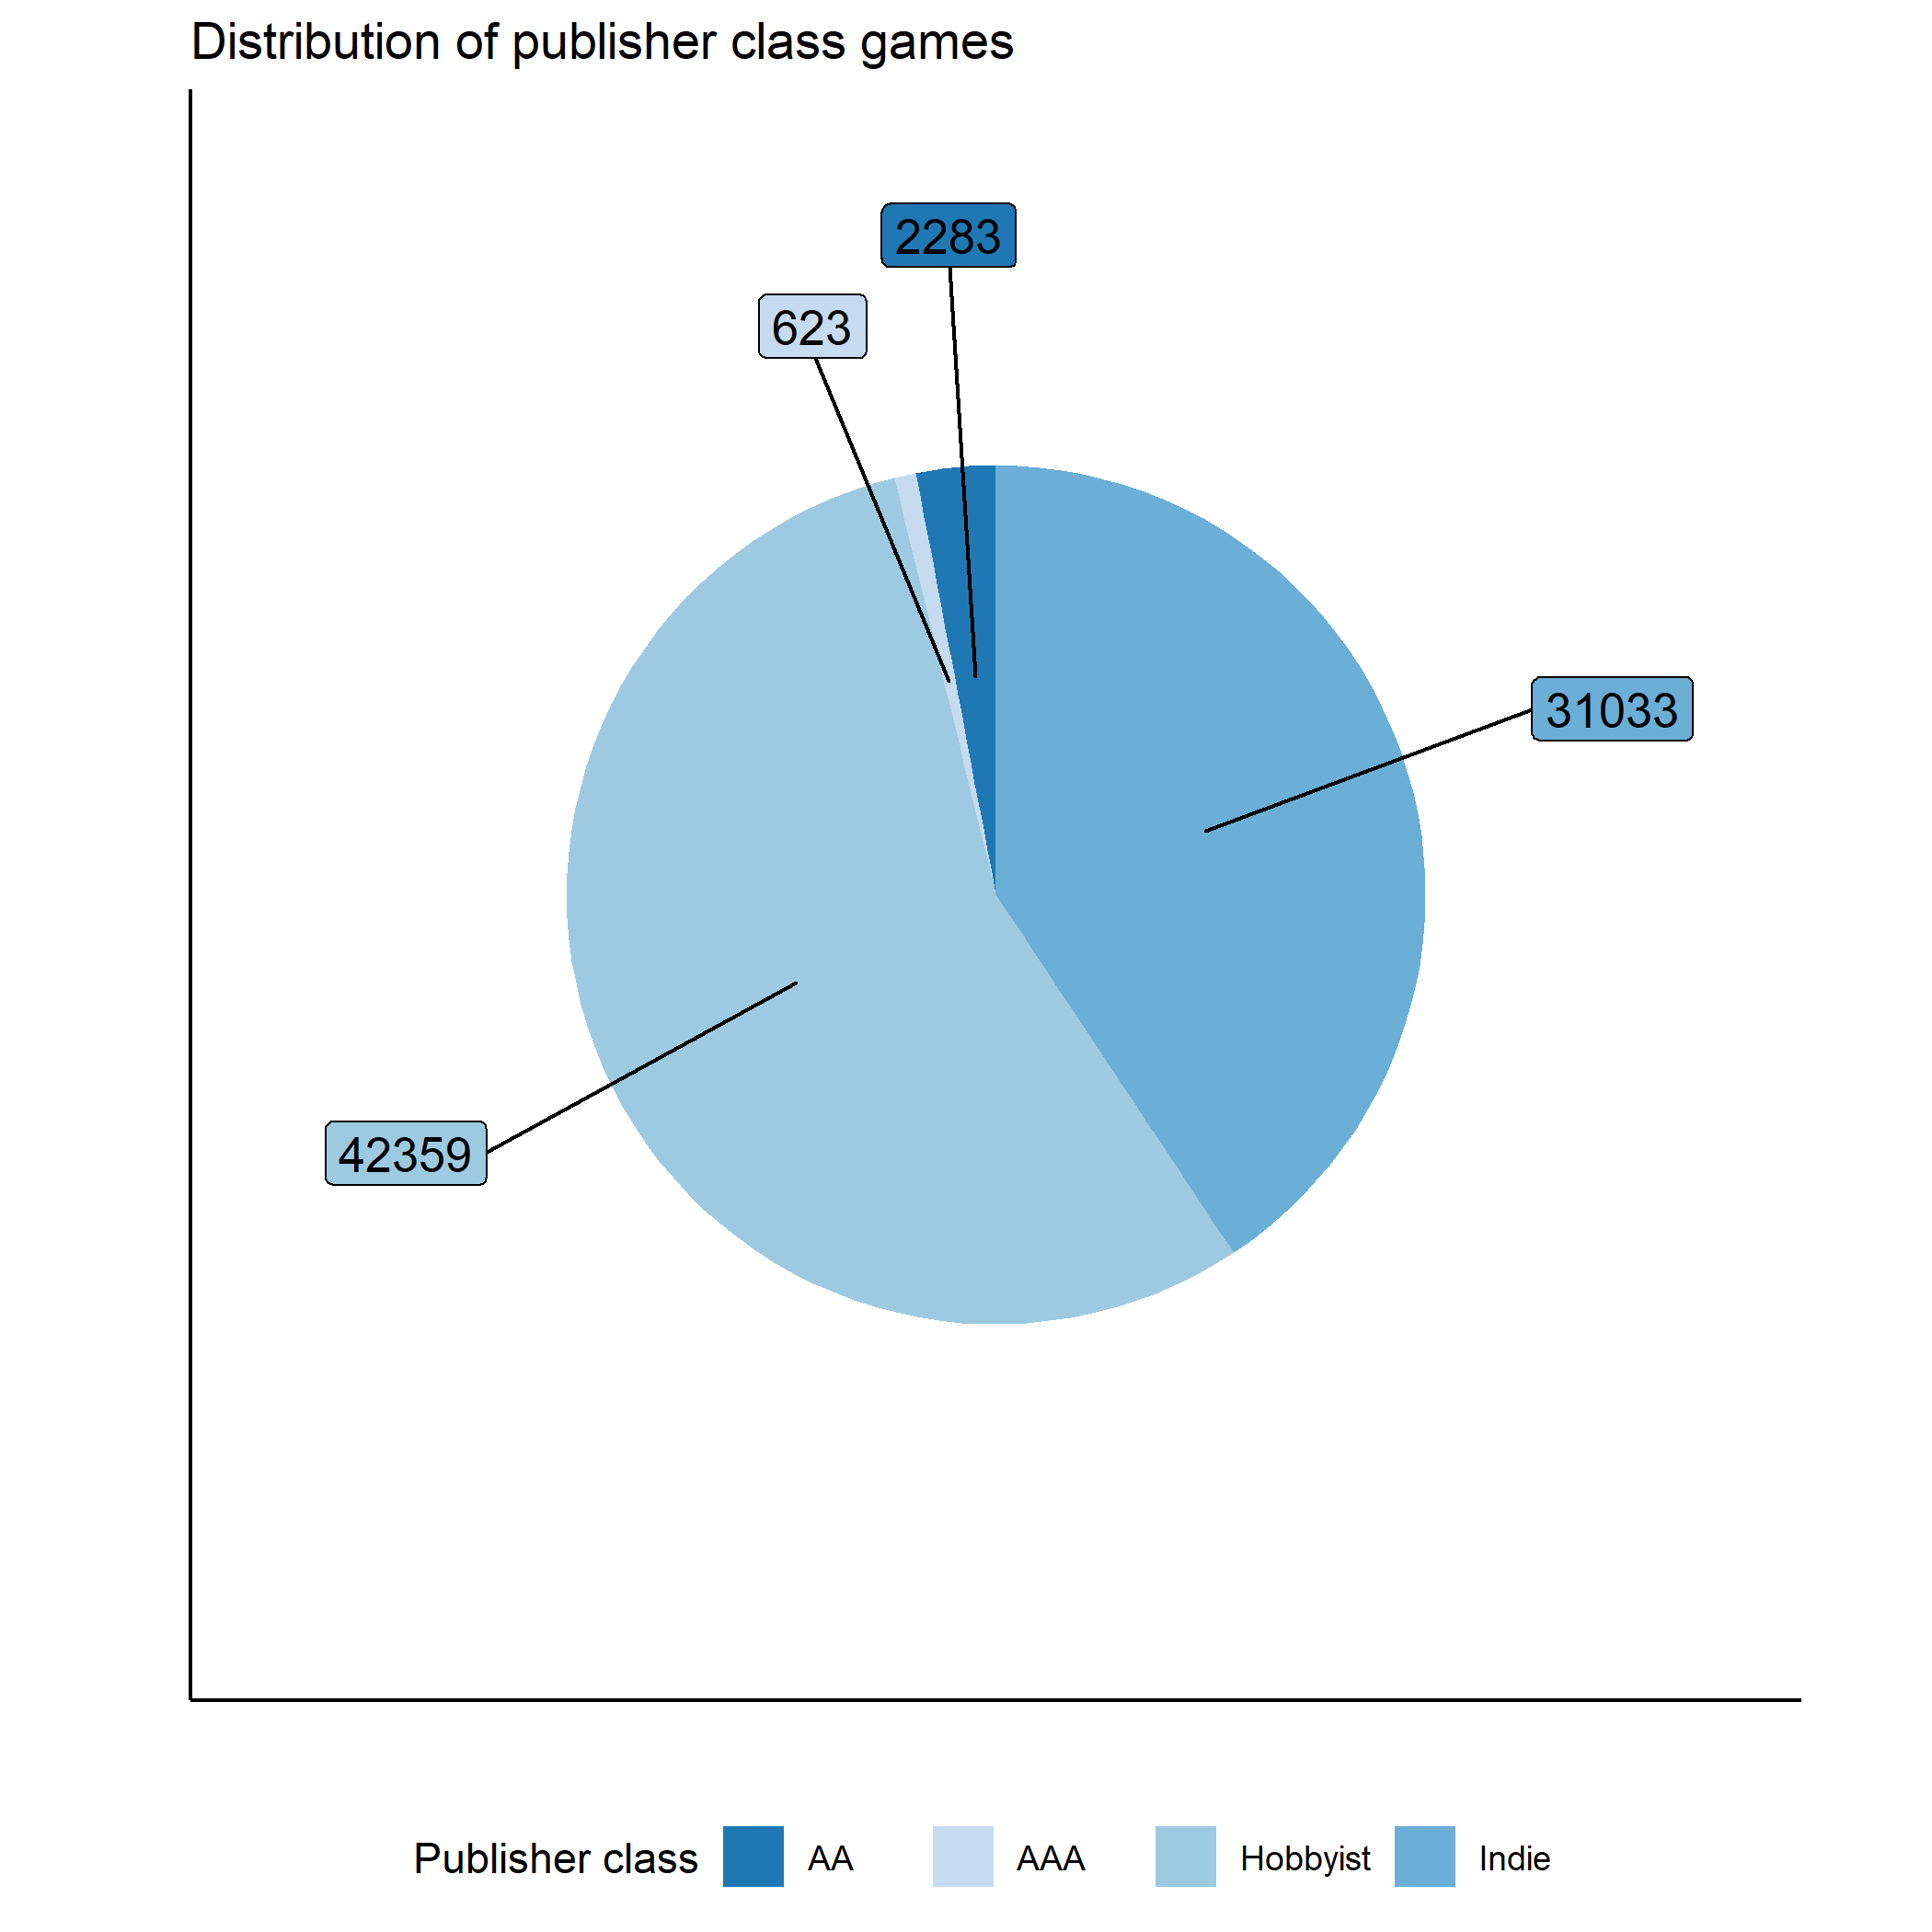 Distribution of publisher class games
2283
623
31033
42359
Publisher class AA AAA Hobbyist Indie